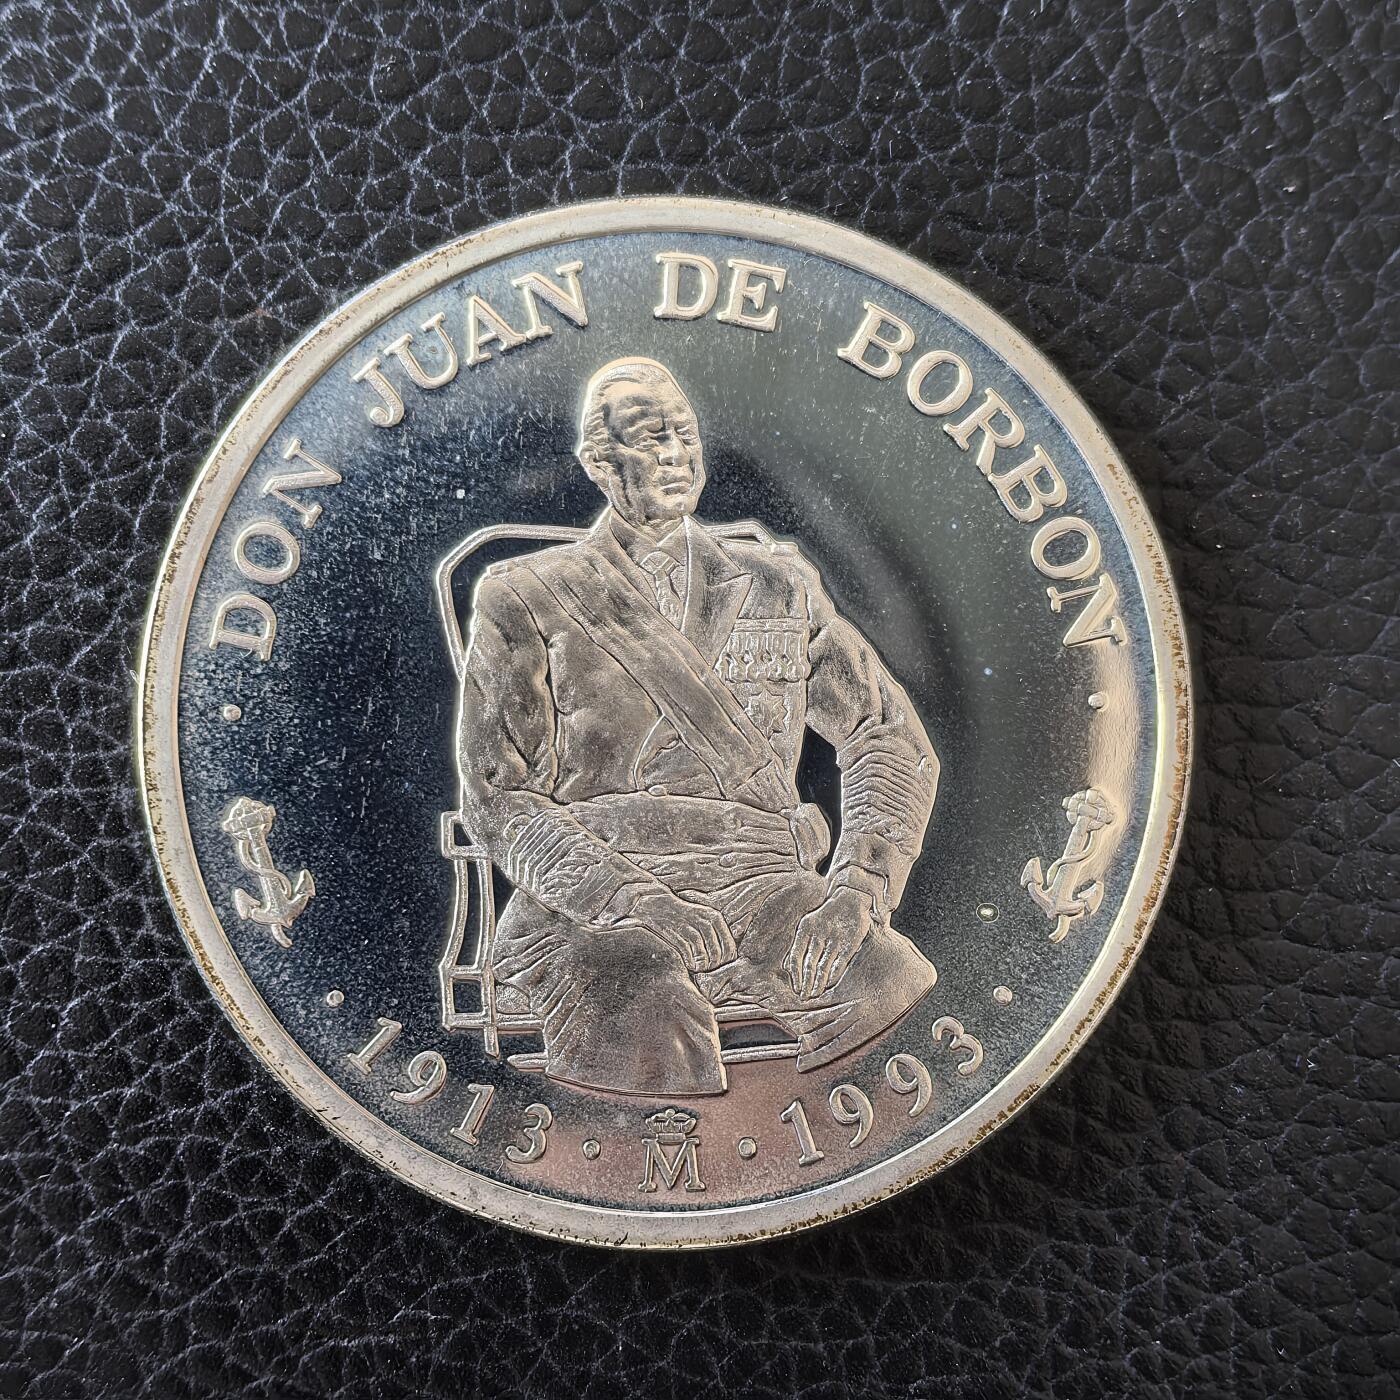 DON JUAN DE BORBON
· 1913 · M · 1993 ·